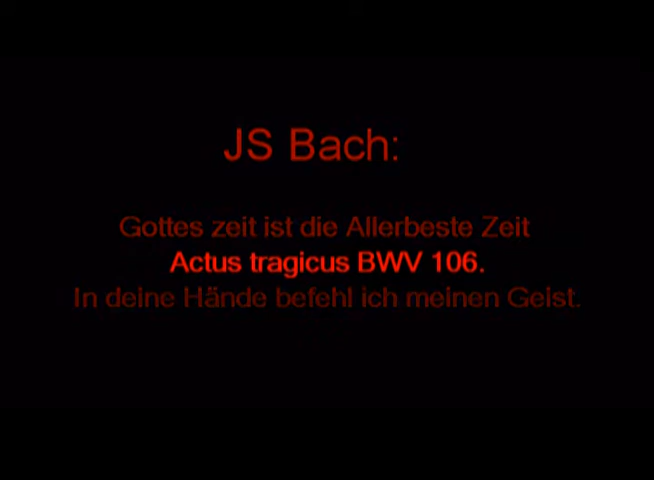 JS Bach:
Gottes zeit ist die Allerbeste Zeit
Actus tragicus BWV 106.
In deine Hände befehl ich meinen Geist.